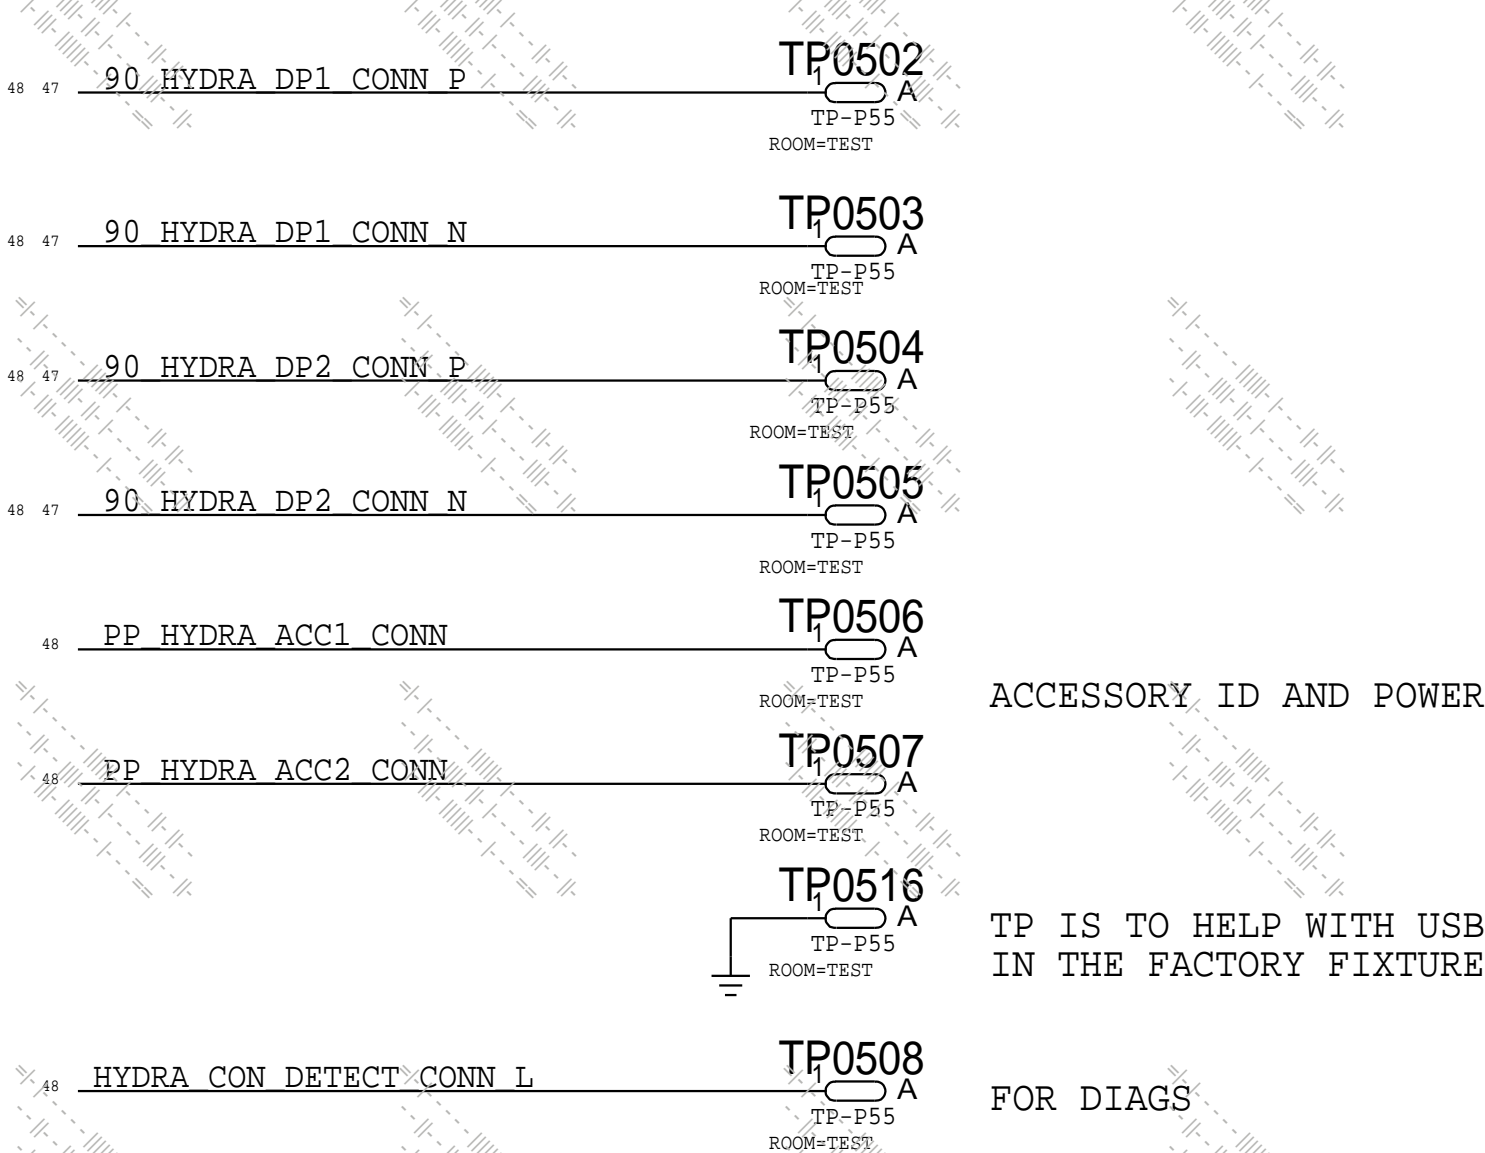 TP0502
48 47 90_HYDRA_DP1_CONN_P 1 A
TP-P55
ROOM=TEST
TP0503
48 47 90_HYDRA_DP1_CONN_N 1 A
TP-P55
ROOM=TEST
TP0504
48 47 90_HYDRA_DP2_CONN_P 1 A
TP-P55
ROOM=TEST
TP0505
48 47 90_HYDRA_DP2_CONN_N 1 A
TP-P55
ROOM=TEST
TP0506
48 PP_HYDRA_ACC1_CONN 1 A
TP-P55
ROOM=TEST
ACCESSORY ID AND POWER
TP0507
48 PP_HYDRA_ACC2_CONN 1 A
TP-P55
ROOM=TEST
TP0516
1 A
TP-P55
ROOM=TEST
TP IS TO HELP WITH USB
IN THE FACTORY FIXTURE
TP0508
48 HYDRA_CON_DETECT_CONN_L 1 A
TP-P55
ROOM=TEST
FOR DIAGS